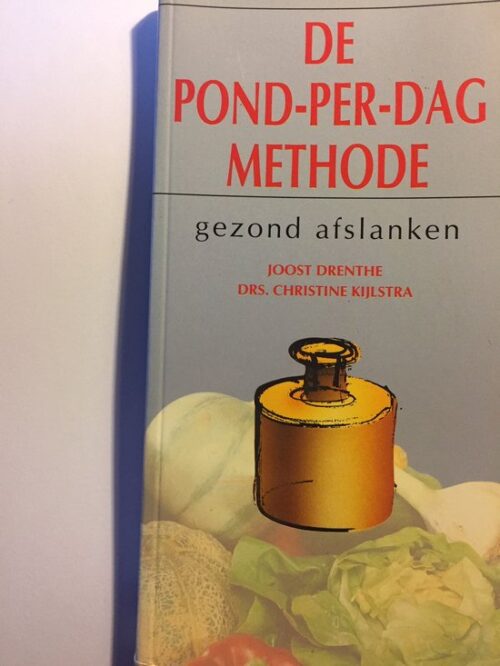 DE
POND-PER-DAG
METHODE
gezond afslanken
JOOST DRENTHE
DRS. CHRISTINE KIJLSTRA